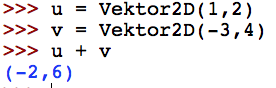 >>> u = Vektor2D(1,2)
>>> v = Vektor2D(-3,4)
>>> u + v
(-2,6)